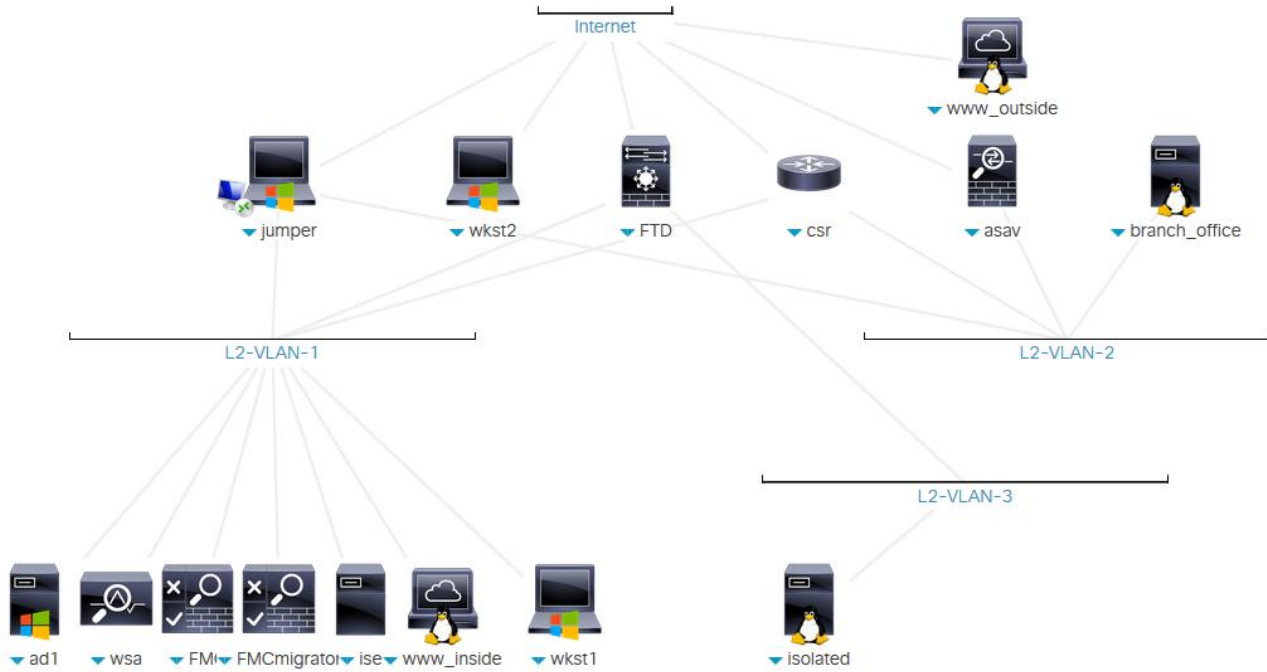 Internet
www_outside
jumper
wkst2
FTD
csr
asav
branch_office
L2-VLAN-1
L2-VLAN-2
L2-VLAN-3
ad1
wsa
FMCmigrator
ise
www_inside
wkst1
isolated